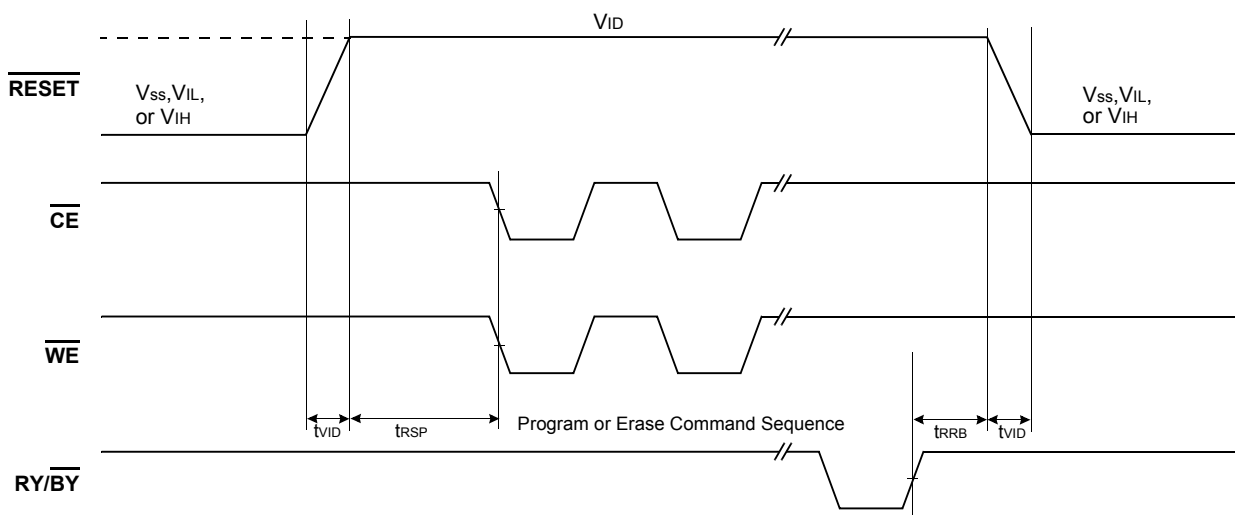 VID
RESET
Vss,VIL,
or VIH
Vss,VIL,
or VIH
CE
WE
tVID
tRSP
Program or Erase Command Sequence
tRRB
tVID
RY/BY